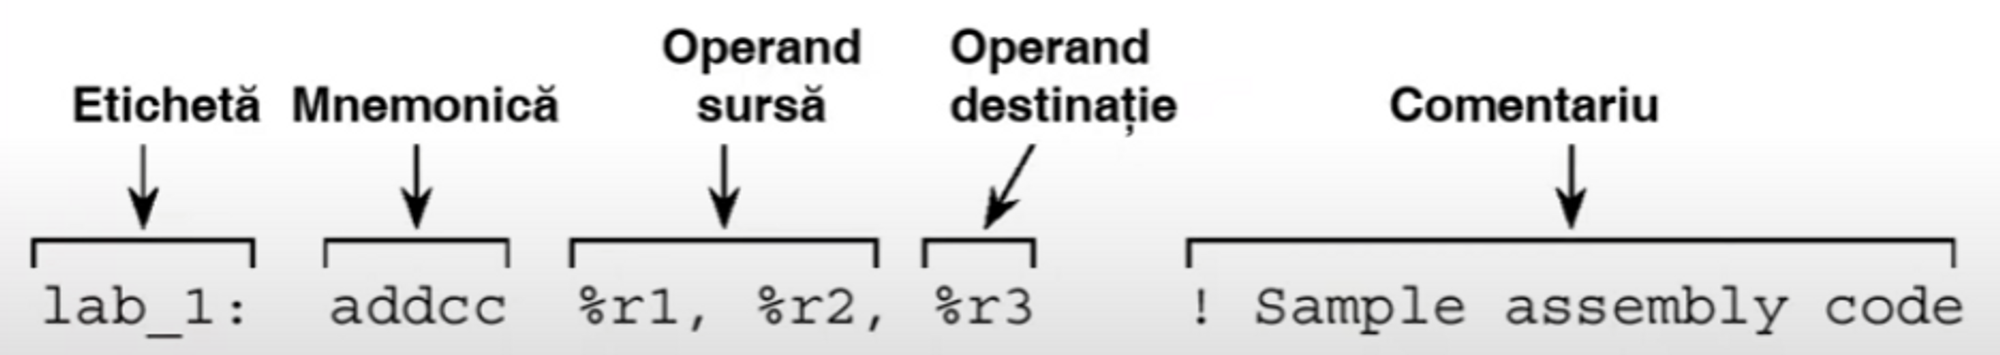 Operand Operand
Etichetă Mnemonică sursă destinație Comentariu
lab_1: addcc %r1, %r2, %r3 ! Sample assembly code